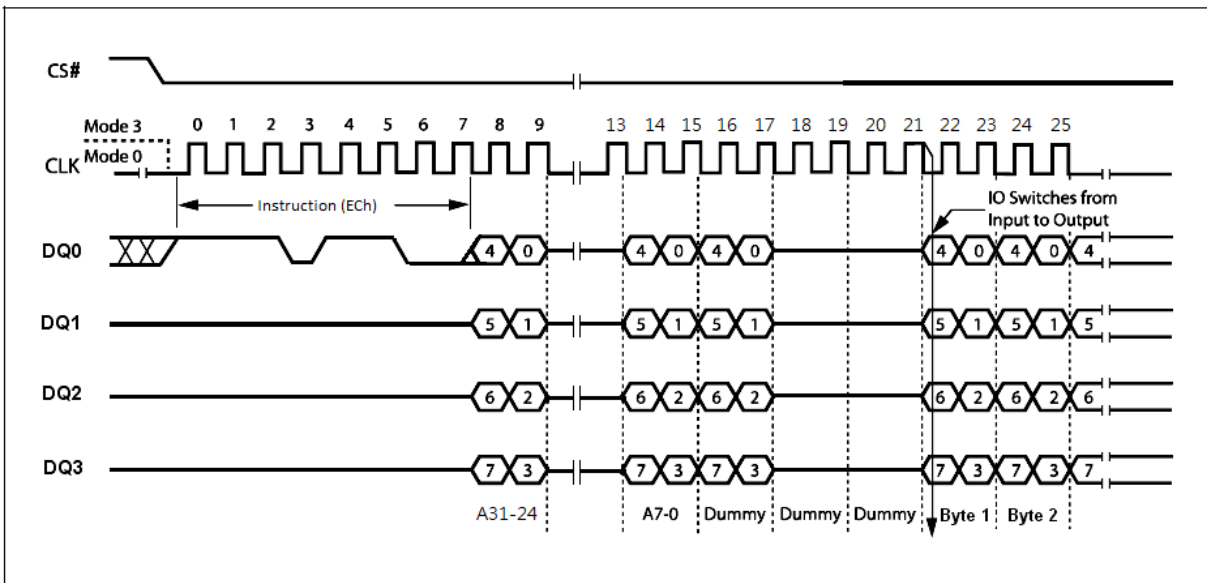 CS#
Mode 3
0 1 2 3 4 5 6 7 8 9 13 14 15 16 17 18 19 20 21 22 23 24 25
Mode 0
CLK
Instruction (ECh)
IO Switches from
Input to Output
DQ0 4 0 4 0 4 0 4 0 4 0 4
DQ1 5 1 5 1 5 1 5 1 5 1 5
DQ2 6 2 6 2 6 2 6 2 6 2 6
DQ3 7 3 7 3 7 3 7 3 7 3 7
A31-24 A7-0 Dummy Dummy Dummy Byte 1 Byte 2